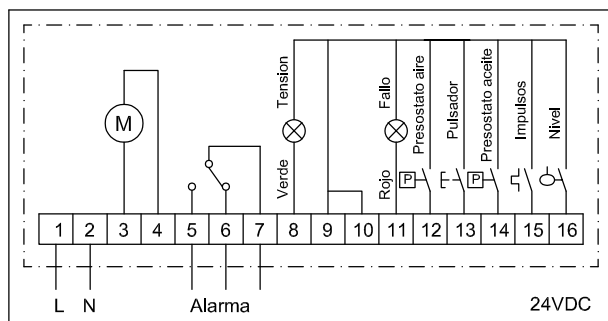 Tension
Verde
Fallo
Rojo
Presostato aire
Pulsador
Presostato aceite
Impulsos
Nivel
M
P
P
1 2 3 4 5 6 7 8 9 10 11 12 13 14 15 16
L N Alarma 24VDC